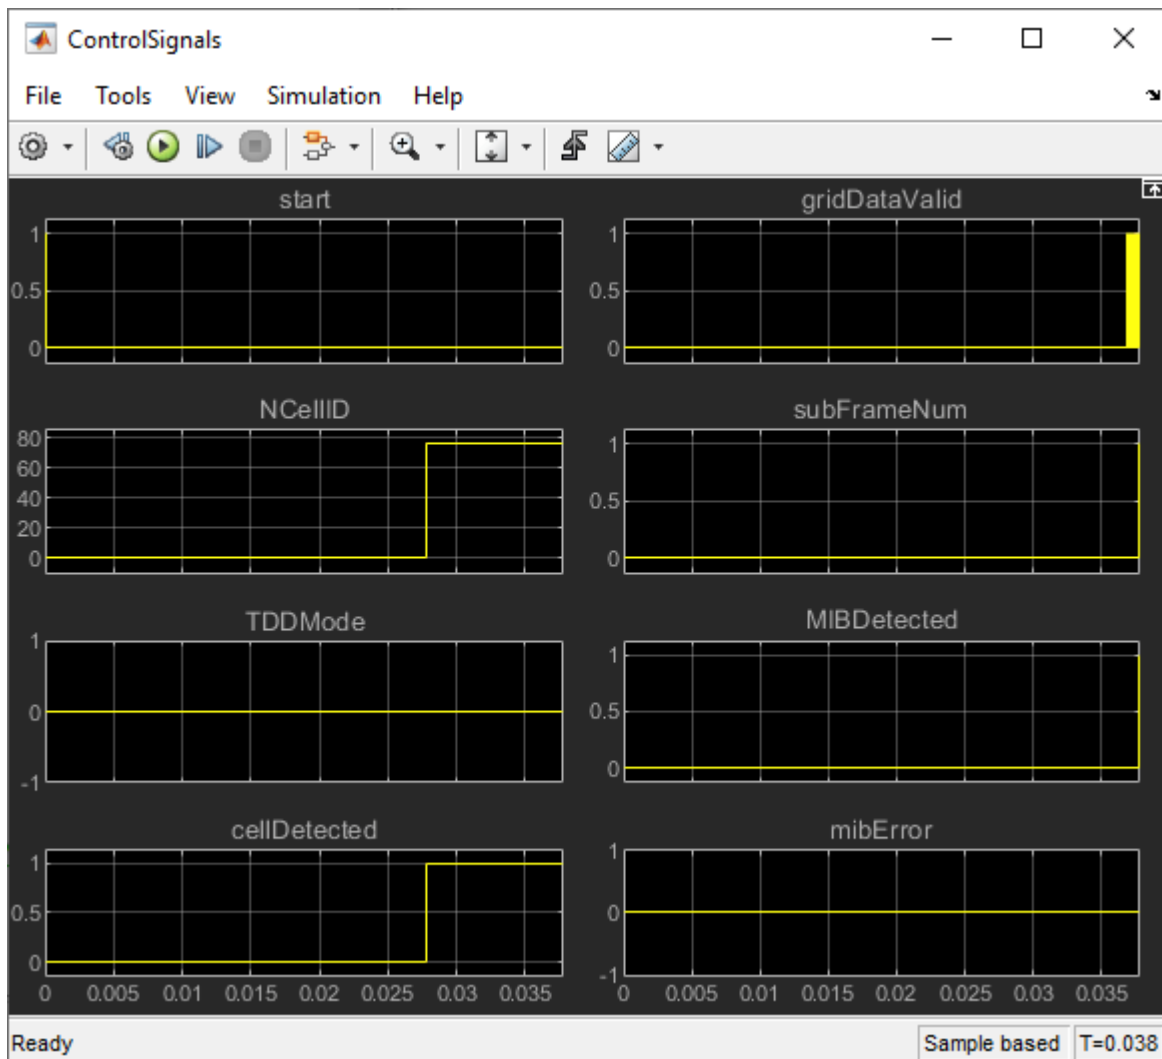 ControlSignals
File Tools View Simulation Help
start
1
0.5
0
gridDataValid
1
0.5
0
NCellID
80
60
40
20
0
subFrameNum
1
0.5
0
TDDMode
1
0
-1
MIBDetected
1
0.5
0
cellDetected
1
0.5
0
0 0.005 0.01 0.015 0.02 0.025 0.03 0.035
mibError
1
0
-1
0 0.005 0.01 0.015 0.02 0.025 0.03 0.035
Ready
Sample based T=0.038